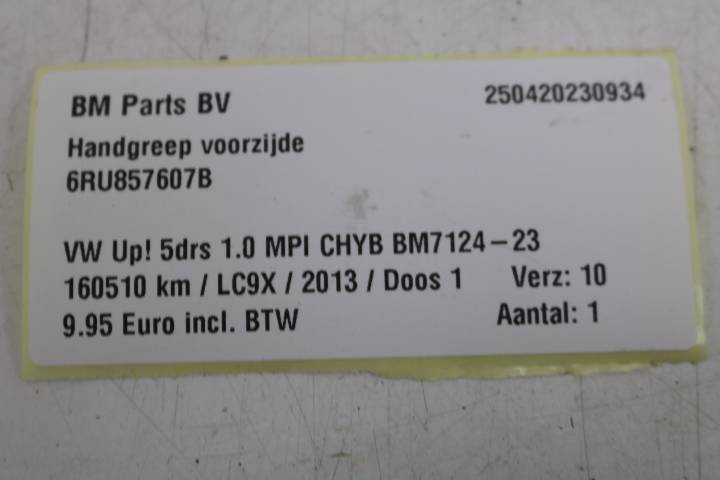 BM Parts BV 250420230934
Handgreep voorzijde
6RU857607B
VW Up! 5drs 1.0 MPI CHYB BM7124-23
160510 km / LC9X / 2013 / Doos 1 Verz: 10
9.95 Euro incl. BTW Aantal: 1